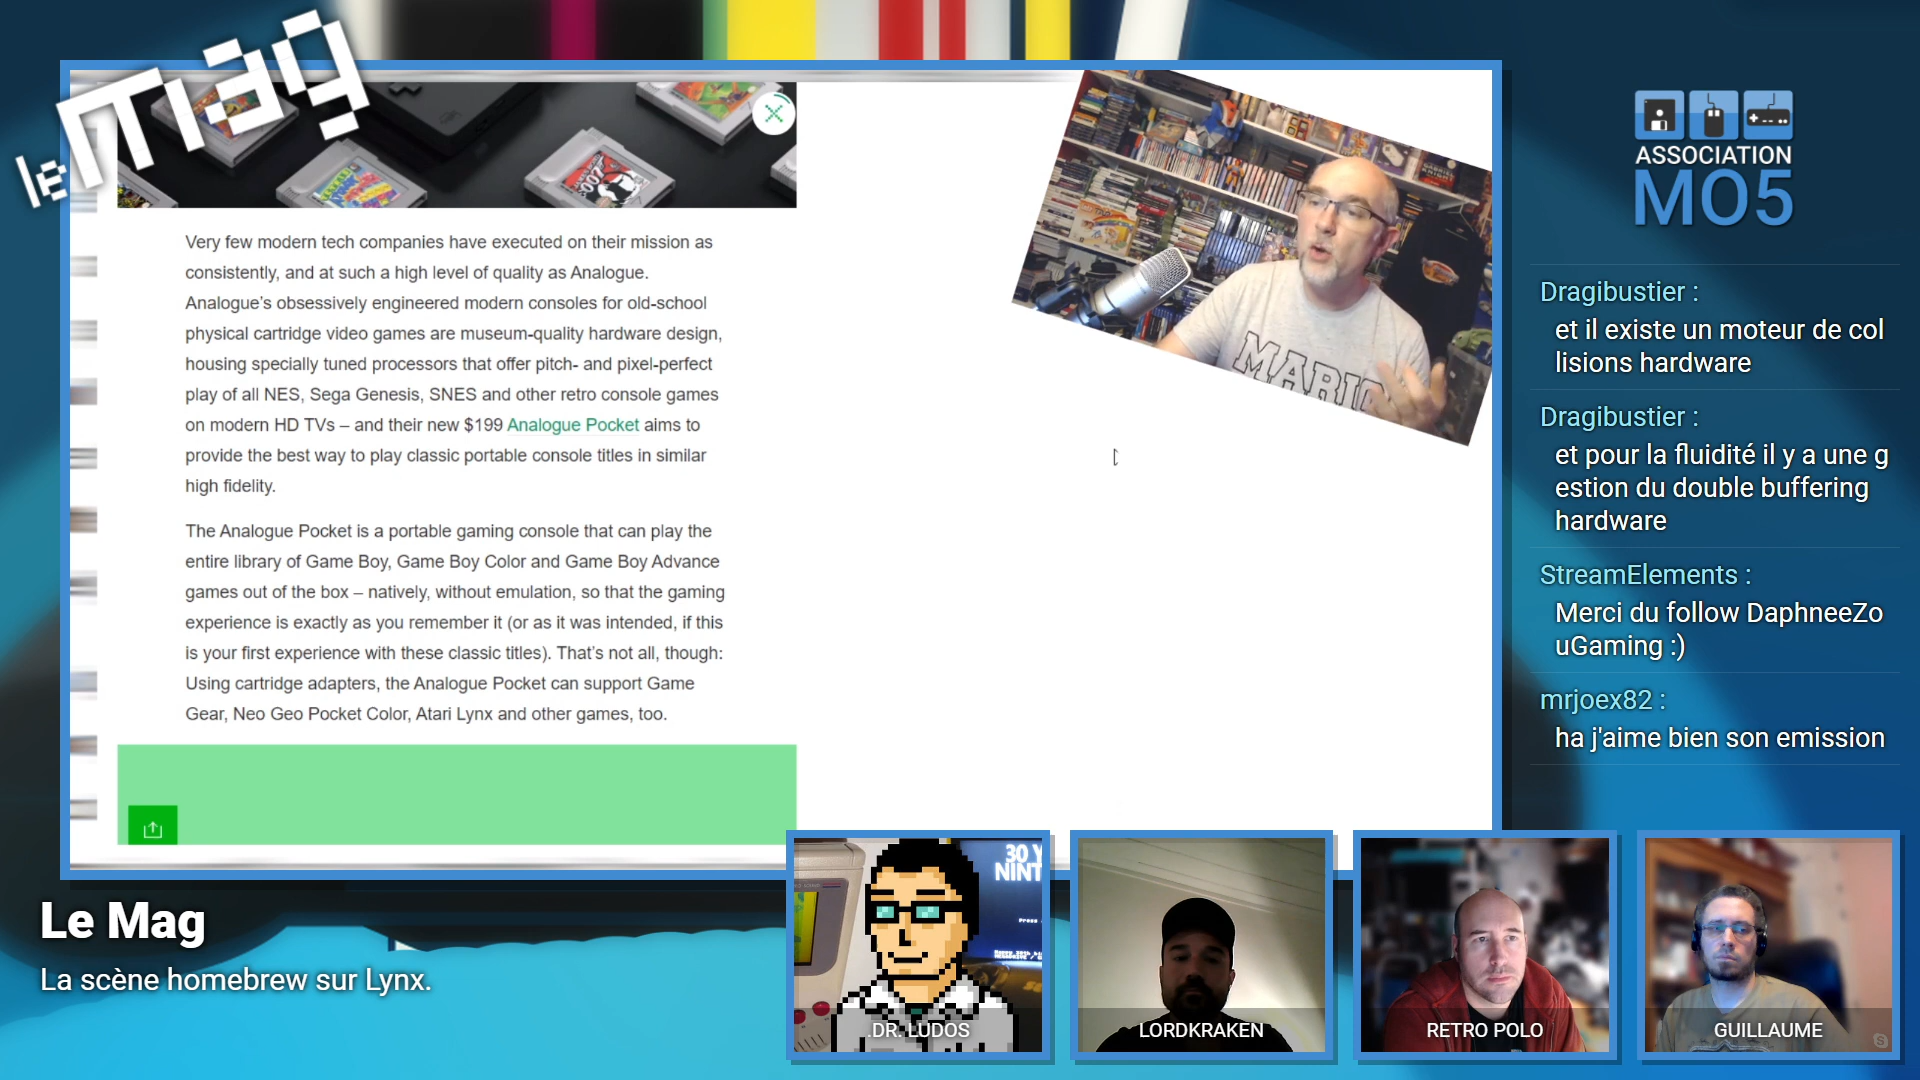 le mag
007
Very few modern tech companies have executed on their mission as
consistently, and at such a high level of quality as Analogue.
Analogue’s obsessively engineered modern consoles for old-school
physical cartridge video games are museum-quality hardware design,
housing specially tuned processors that offer pitch- and pixel-perfect
play of all NES, Sega Genesis, SNES and other retro console games
on modern HD TVs – and their new $199 Analogue Pocket aims to
provide the best way to play classic portable console titles in similar
high fidelity.
The Analogue Pocket is a portable gaming console that can play the
entire library of Game Boy, Game Boy Color and Game Boy Advance
games out of the box – natively, without emulation, so that the gaming
experience is exactly as you remember it (or as it was intended, if this
is your first experience with these classic titles). That’s not all, though:
Using cartridge adapters, the Analogue Pocket can support Game
Gear, Neo Geo Pocket Color, Atari Lynx and other games, too.
MARIO
ASSOCIATION
MO5
Dragibustier :
et il existe un moteur de col
lisions hardware
Dragibustier :
et pour la fluidité il y a une g
estion du double buffering
hardware
StreamElements :
Merci du follow DaphneeZo
uGaming :)
mrjoex82 :
ha j'aime bien son emission
Le Mag
La scène homebrew sur Lynx.
30 Y
NINT
DR. LUDOS
LORDKRAKEN
RETRO POLO
GUILLAUME